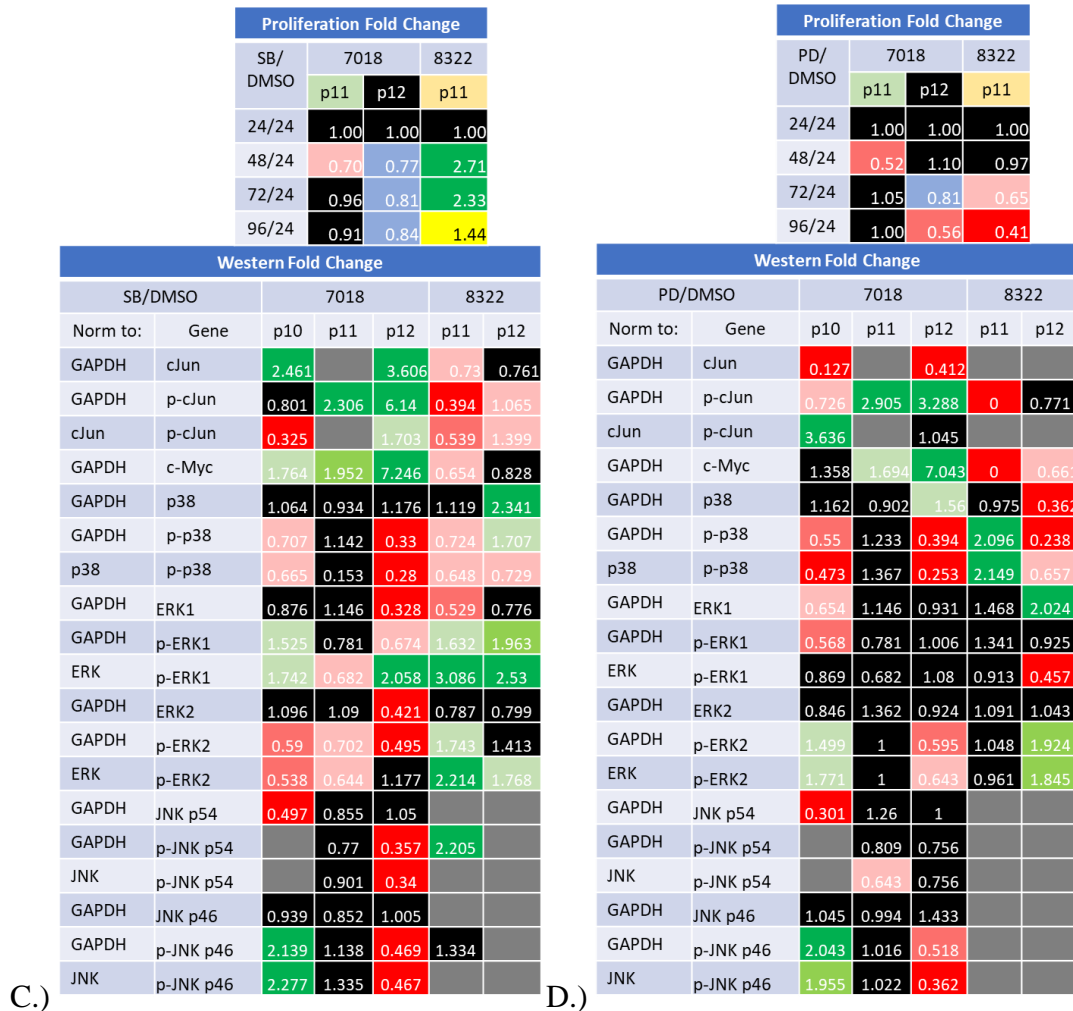 Proliferation Fold Change
SB/ DMSO 7018 8322
p11 p12 p11
24/24 1.00 1.00 1.00
48/24 0.70 0.77 2.71
72/24 0.96 0.81 2.33
96/24 0.91 0.84 1.44
Western Fold Change
SB/DMSO 7018 8322
Norm to: Gene p10 p11 p12 p11 p12
GAPDH cJun 2.461 3.606 0.73 0.761
GAPDH p-cJun 0.801 2.306 6.14 0.394 1.065
cJun p-cJun 0.325 1.703 0.539 1.399
GAPDH c-Myc 1.764 1.952 7.246 0.654 0.828
GAPDH p38 1.064 0.934 1.176 1.119 2.341
GAPDH p-p38 0.707 1.142 0.33 0.724 1.707
p38 p-p38 0.665 0.153 0.28 0.648 0.729
GAPDH ERK1 0.876 1.146 0.328 0.529 0.776
GAPDH p-ERK1 1.525 0.781 0.674 1.632 1.963
ERK p-ERK1 1.742 0.682 2.058 3.086 2.53
GAPDH ERK2 1.096 1.09 0.421 0.787 0.799
GAPDH p-ERK2 0.59 0.702 0.495 1.743 1.413
ERK p-ERK2 0.538 0.644 1.177 2.214 1.768
GAPDH JNK p54 0.497 0.855 1.05
GAPDH p-JNK p54 0.77 0.357 2.205
JNK p-JNK p54 0.901 0.34
GAPDH JNK p46 0.939 0.852 1.005
GAPDH p-JNK p46 2.139 1.138 0.469 1.334
JNK p-JNK p46 2.277 1.335 0.467
C.)
Proliferation Fold Change
PD/ DMSO 7018 8322
p11 p12 p11
24/24 1.00 1.00 1.00
48/24 0.52 1.10 0.97
72/24 1.05 0.81 0.65
96/24 1.00 0.56 0.41
Western Fold Change
PD/DMSO 7018 8322
Norm to: Gene p10 p11 p12 p11 p12
GAPDH cJun 0.127 0.412
GAPDH p-cJun 0.726 2.905 3.288 0 0.771
cJun p-cJun 3.636 1.045
GAPDH c-Myc 1.358 1.694 7.043 0 0.661
GAPDH p38 1.162 0.902 1.56 0.975 0.362
GAPDH p-p38 0.55 1.233 0.394 2.096 0.238
p38 p-p38 0.473 1.367 0.253 2.149 0.657
GAPDH ERK1 0.654 1.146 0.931 1.468 2.024
GAPDH p-ERK1 0.568 0.781 1.006 1.341 0.925
ERK p-ERK1 0.869 0.682 1.08 0.913 0.457
GAPDH ERK2 0.846 1.362 0.924 1.091 1.043
GAPDH p-ERK2 1.499 1 0.595 1.048 1.924
ERK p-ERK2 1.771 1 0.643 0.961 1.845
GAPDH JNK p54 0.301 1.26 1
GAPDH p-JNK p54 0.809 0.756
JNK p-JNK p54 0.643 0.756
GAPDH JNK p46 1.045 0.994 1.433
GAPDH p-JNK p46 2.043 1.016 0.518
JNK p-JNK p46 1.955 1.022 0.362
D.)